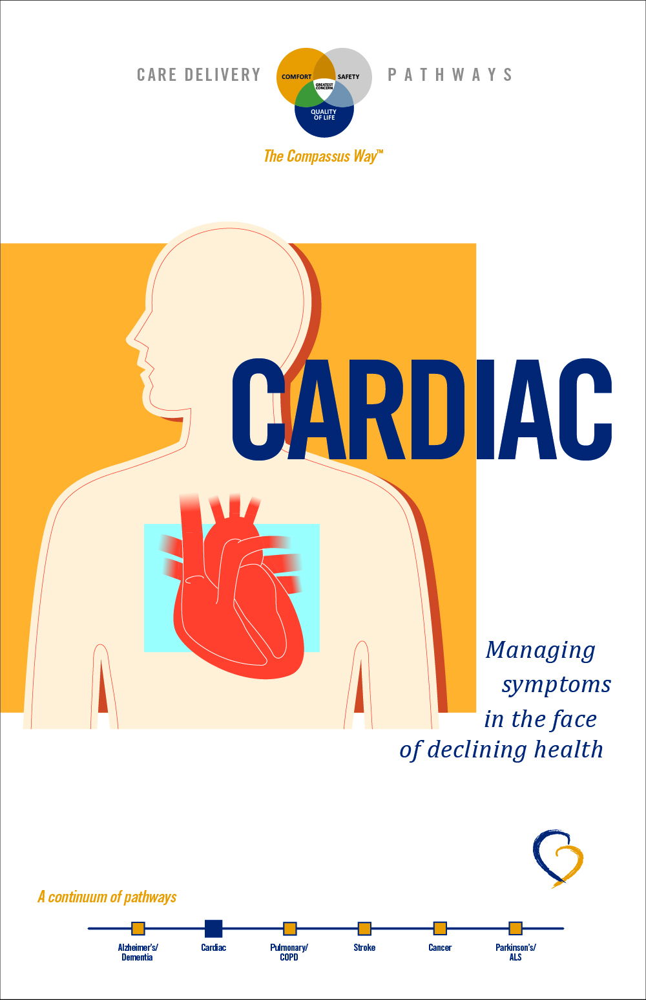 CARE DELIVERY
PATHWAYS
COMFORT
SAFETY
GREATEST
CONCERN
QUALITY
OF LIFE
The Compassus Way™
CARDIAC
Managing
symptoms
in the face
of declining health
A continuum of pathways
Alzheimer's/
Dementia
Cardiac
Pulmonary/
COPD
Stroke
Cancer
Parkinson's/
ALS